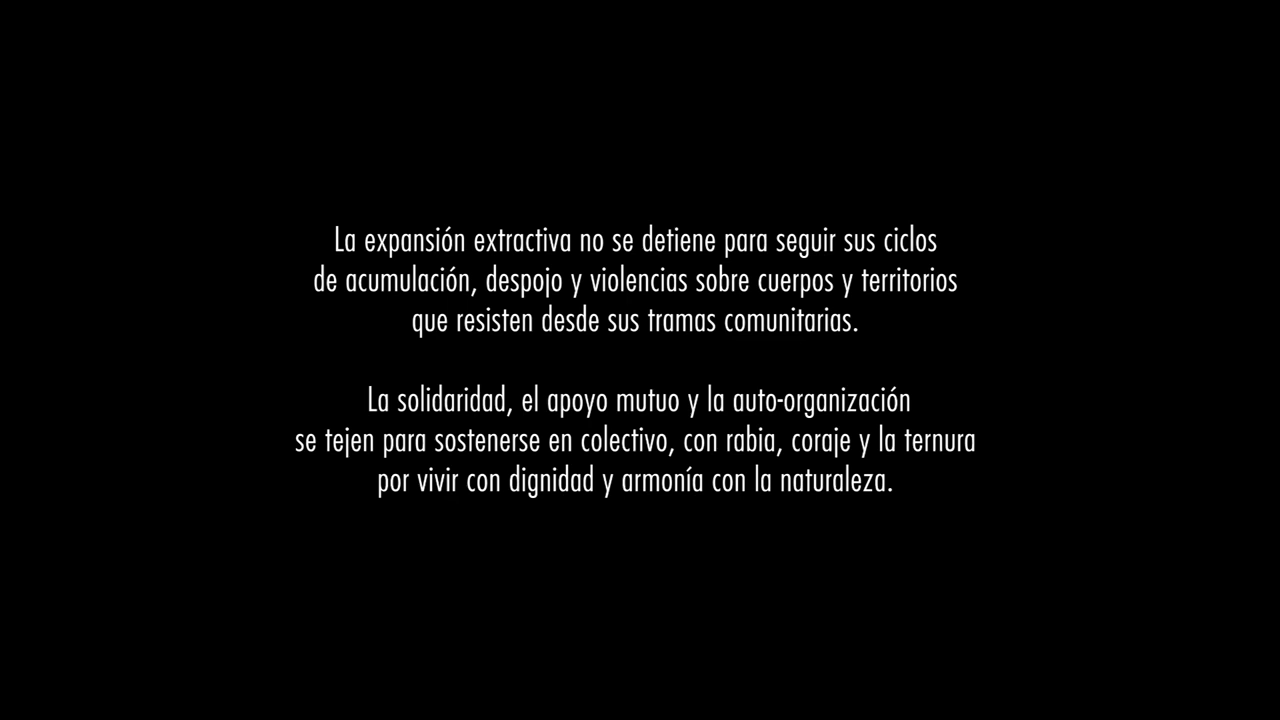 La expansión extractiva no se detiene para seguir sus ciclos
de acumulación, despojo y violencias sobre cuerpos y territorios
que resisten desde sus tramas comunitarias.
La solidaridad, el apoyo mutuo y la auto-organización
se tejen para sostenerse en colectivo, con rabia, coraje y la ternura
por vivir con dignidad y armonía con la naturaleza.